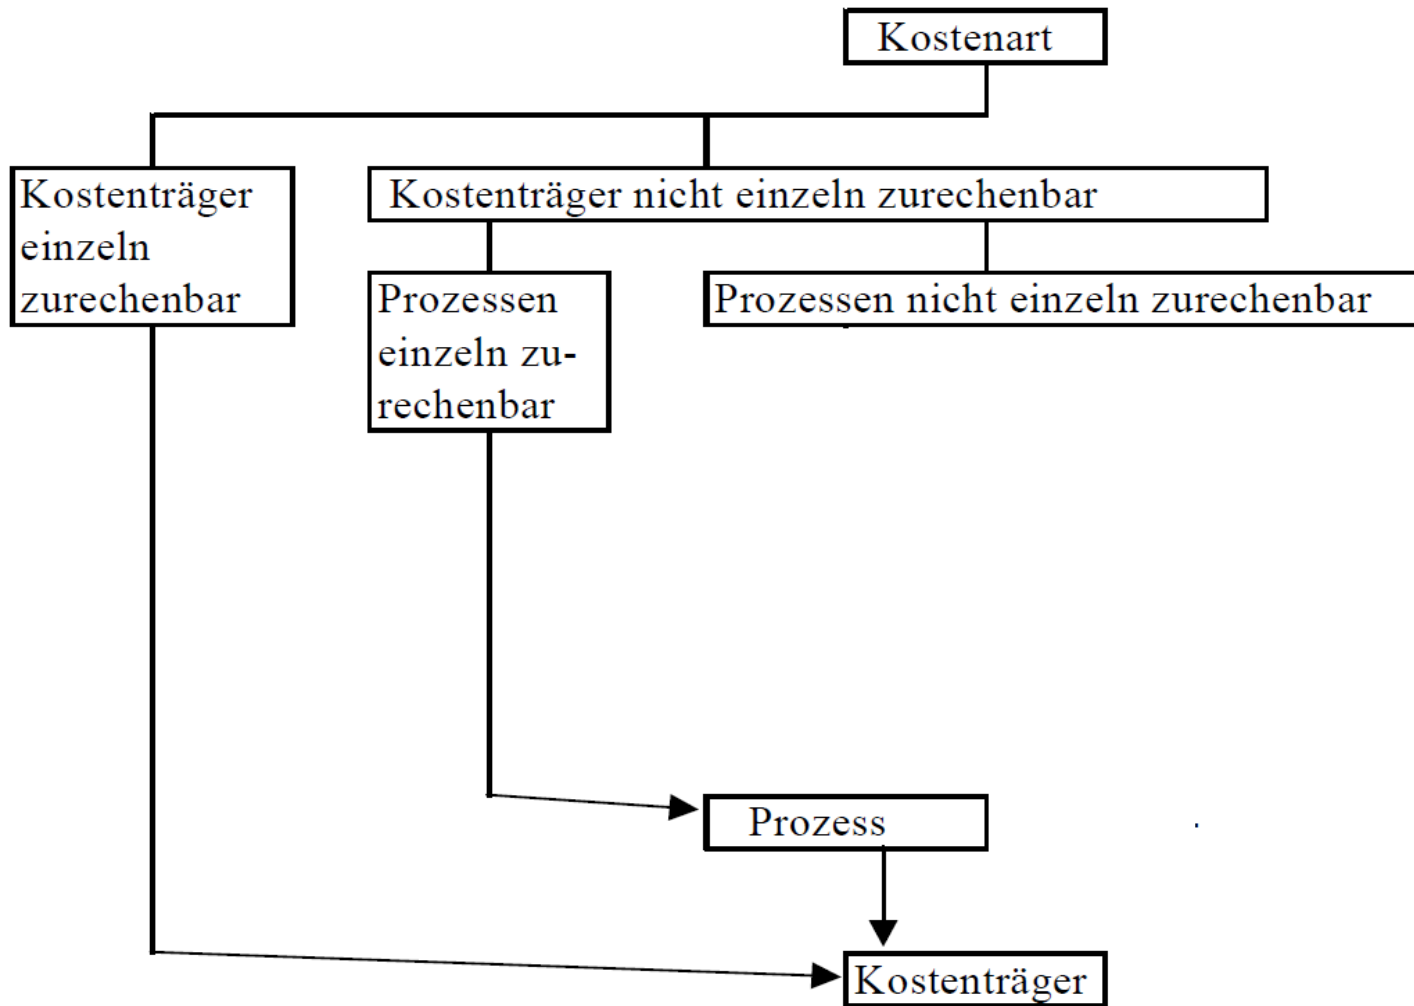 Kostenart
Kostenträger
einzeln
zurechenbar
Kostenträger nicht einzeln zurechenbar
Prozessen
einzeln zu-
rechenbar
Prozessen nicht einzeln zurechenbar
Prozess
Kostenträger